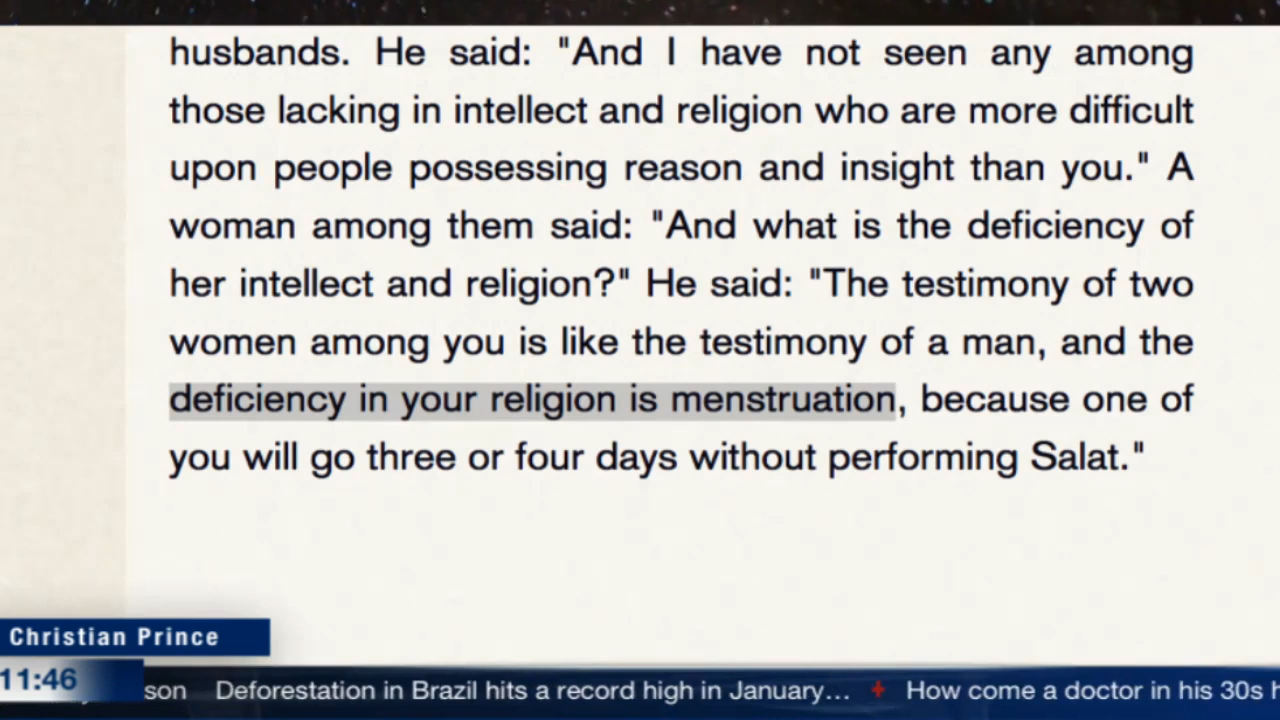 husbands. He said: "And I have not seen any among
those lacking in intellect and religion who are more difficult
upon people possessing reason and insight than you." A
woman among them said: "And what is the deficiency of
her intellect and religion?" He said: "The testimony of two
women among you is like the testimony of a man, and the
deficiency in your religion is menstruation, because one of
you will go three or four days without performing Salat."
Christian Prince
11:46
son Deforestation in Brazil hits a record high in January... How come a doctor in his 30s